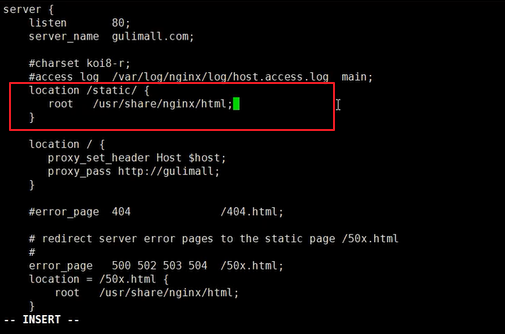 server {
    listen       80;
    server_name  gulimall.com;

    #charset koi8-r;
    #access_log  /var/log/nginx/log/host.access.log  main;
    location /static/ {
       root   /usr/share/nginx/html;
    }

    location / {
       proxy_set_header Host $host;
       proxy_pass http://gulimall;
    }

    #error_page  404              /404.html;

    # redirect server error pages to the static page /50x.html
    #
    error_page   500 502 503 504  /50x.html;
    location = /50x.html {
        root   /usr/share/nginx/html;
    }
-- INSERT --